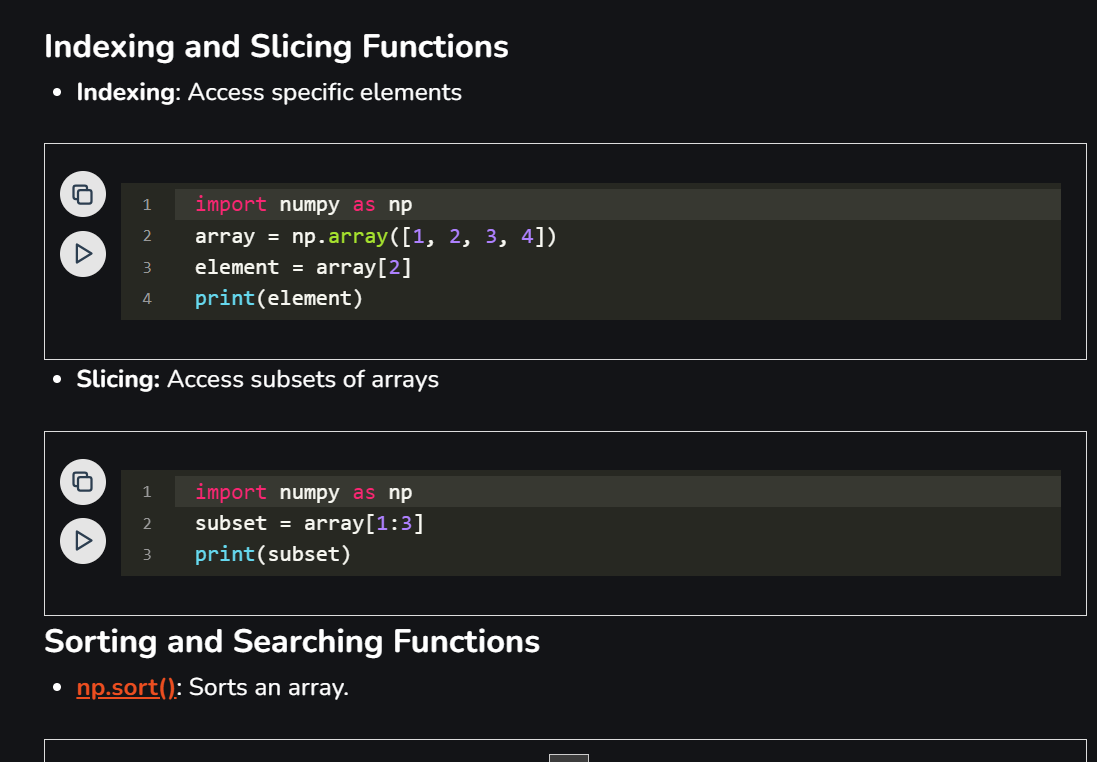 Indexing and Slicing Functions
• Indexing: Access specific elements
1 import numpy as np
2 array = np.array([1, 2, 3, 4])
3 element = array[2]
4 print(element)
• Slicing: Access subsets of arrays
1 import numpy as np
2 subset = array[1:3]
3 print(subset)
Sorting and Searching Functions
• np.sort(): Sorts an array.